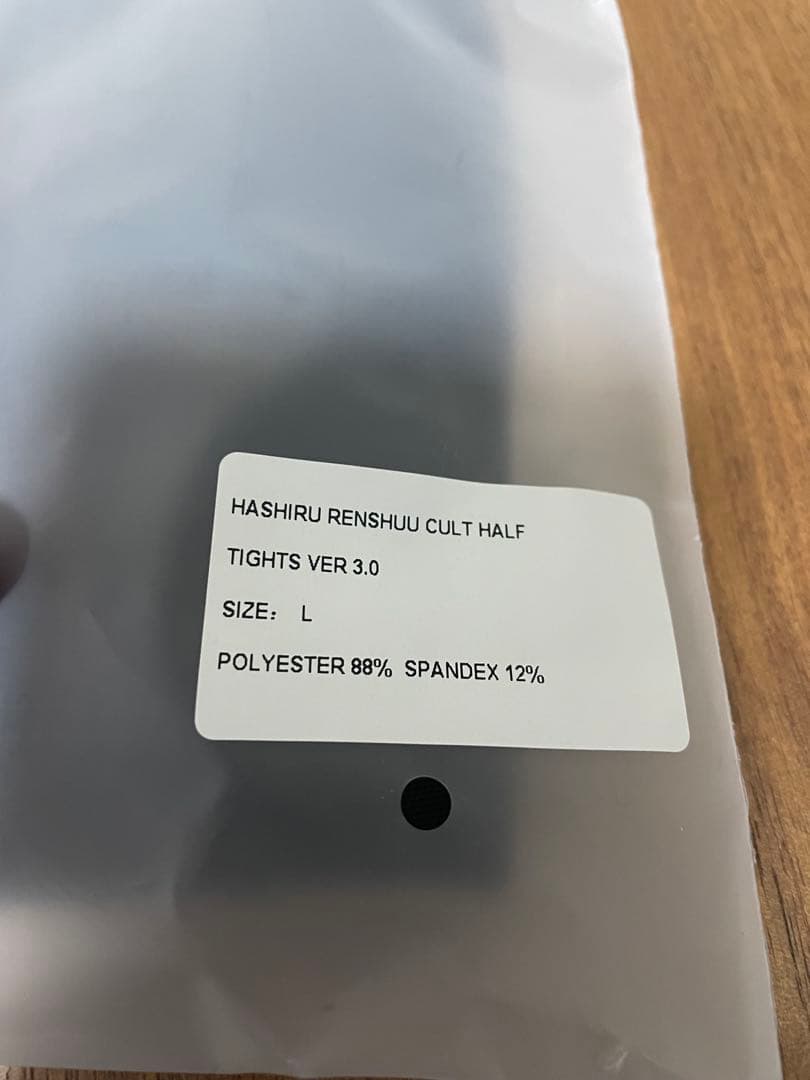 HASHIRU RENSHUU CULT HALF
TIGHTS VER 3.0
SIZE: L
POLYESTER 88% SPANDEX 12%